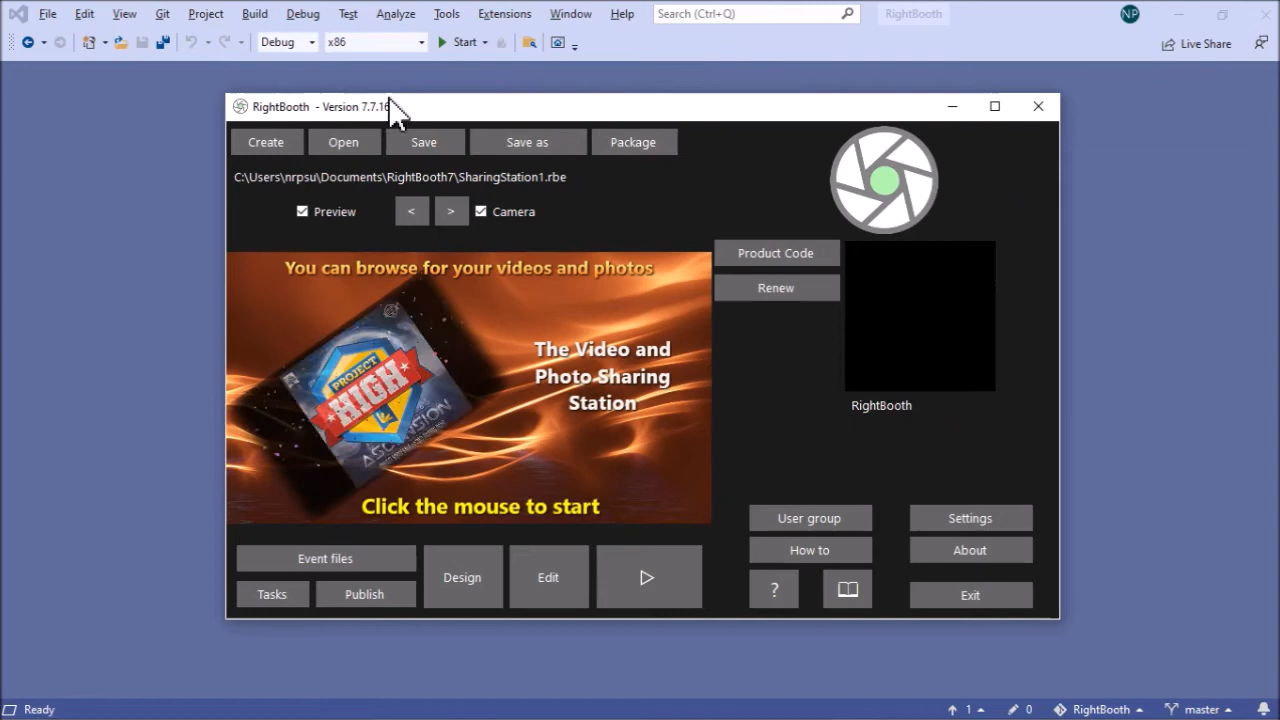 File Edit View Git Project Build Debug Test Analyze Tools Extensions Window Help Search (Ctrl+Q) RightBooth NP
Debug x86 Start Live Share
RightBooth - Version 7.7.16
Create Open Save Save as Package
C:\Users\nrpsu\Documents\RightBooth7\SharingStation1.rbe
Preview < > Camera
Product Code
Renew
You can browse for your videos and photos
PROJECT
HIGH
ASCENSION
The Video and
Photo Sharing
Station
Click the mouse to start
RightBooth
User group Settings
Event files Design Edit How to About
Tasks Publish ? Exit
Ready 1 0 RightBooth master